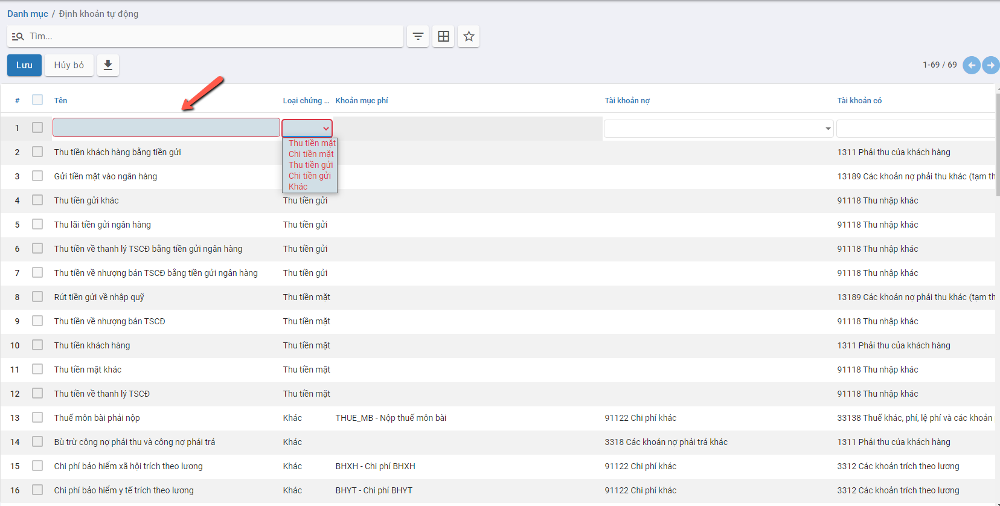 Danh mục / Định khoản tự động
Tìm...
Lưu Hủy bỏ 1-69 / 69
# Tên Loại chứng ... Khoản mục phí Tài khoản nợ Tài khoản có
1
Thu tiền mặt
Chi tiền mặt
Thu tiền gửi
Chi tiền gửi
Khác
2 Thu tiền khách hàng bằng tiền gửi 1311 Phải thu của khách hàng
3 Gửi tiền mặt vào ngân hàng 13189 Các khoản nợ phải thu khác (tạm th
4 Thu tiền gửi khác Thu tiền gửi 91118 Thu nhập khác
5 Thu lãi tiền gửi ngân hàng Thu tiền gửi 91118 Thu nhập khác
6 Thu tiền về thanh lý TSCĐ bằng tiền gửi ngân hàng Thu tiền gửi 91118 Thu nhập khác
7 Thu tiền về nhượng bán TSCĐ bằng tiền gửi ngân hàng Thu tiền gửi 91118 Thu nhập khác
8 Rút tiền gửi về nhập quỹ Thu tiền mặt 13189 Các khoản nợ phải thu khác (tạm th
9 Thu tiền về nhượng bán TSCĐ Thu tiền mặt 91118 Thu nhập khác
10 Thu tiền khách hàng Thu tiền mặt 1311 Phải thu của khách hàng
11 Thu tiền mặt khác Thu tiền mặt 91118 Thu nhập khác
12 Thu tiền về thanh lý TSCĐ Thu tiền mặt 91118 Thu nhập khác
13 Thuế môn bài phải nộp Khác THUE_MB - Nộp thuế môn bài 91122 Chi phí khác 33138 Thuế khác, phí, lệ phí và các khoản
14 Bù trừ công nợ phải thu và công nợ phải trả Khác 3318 Các khoản nợ phải trả khác 1311 Phải thu của khách hàng
15 Chi phí bảo hiểm xã hội trích theo lương Khác BHXH - Chi phí BHXH 91122 Chi phí khác 3312 Các khoản trích theo lương
16 Chi phí bảo hiểm y tế trích theo lương Khác BHYT - Chi phí BHYT 91122 Chi phí khác 3312 Các khoản trích theo lương